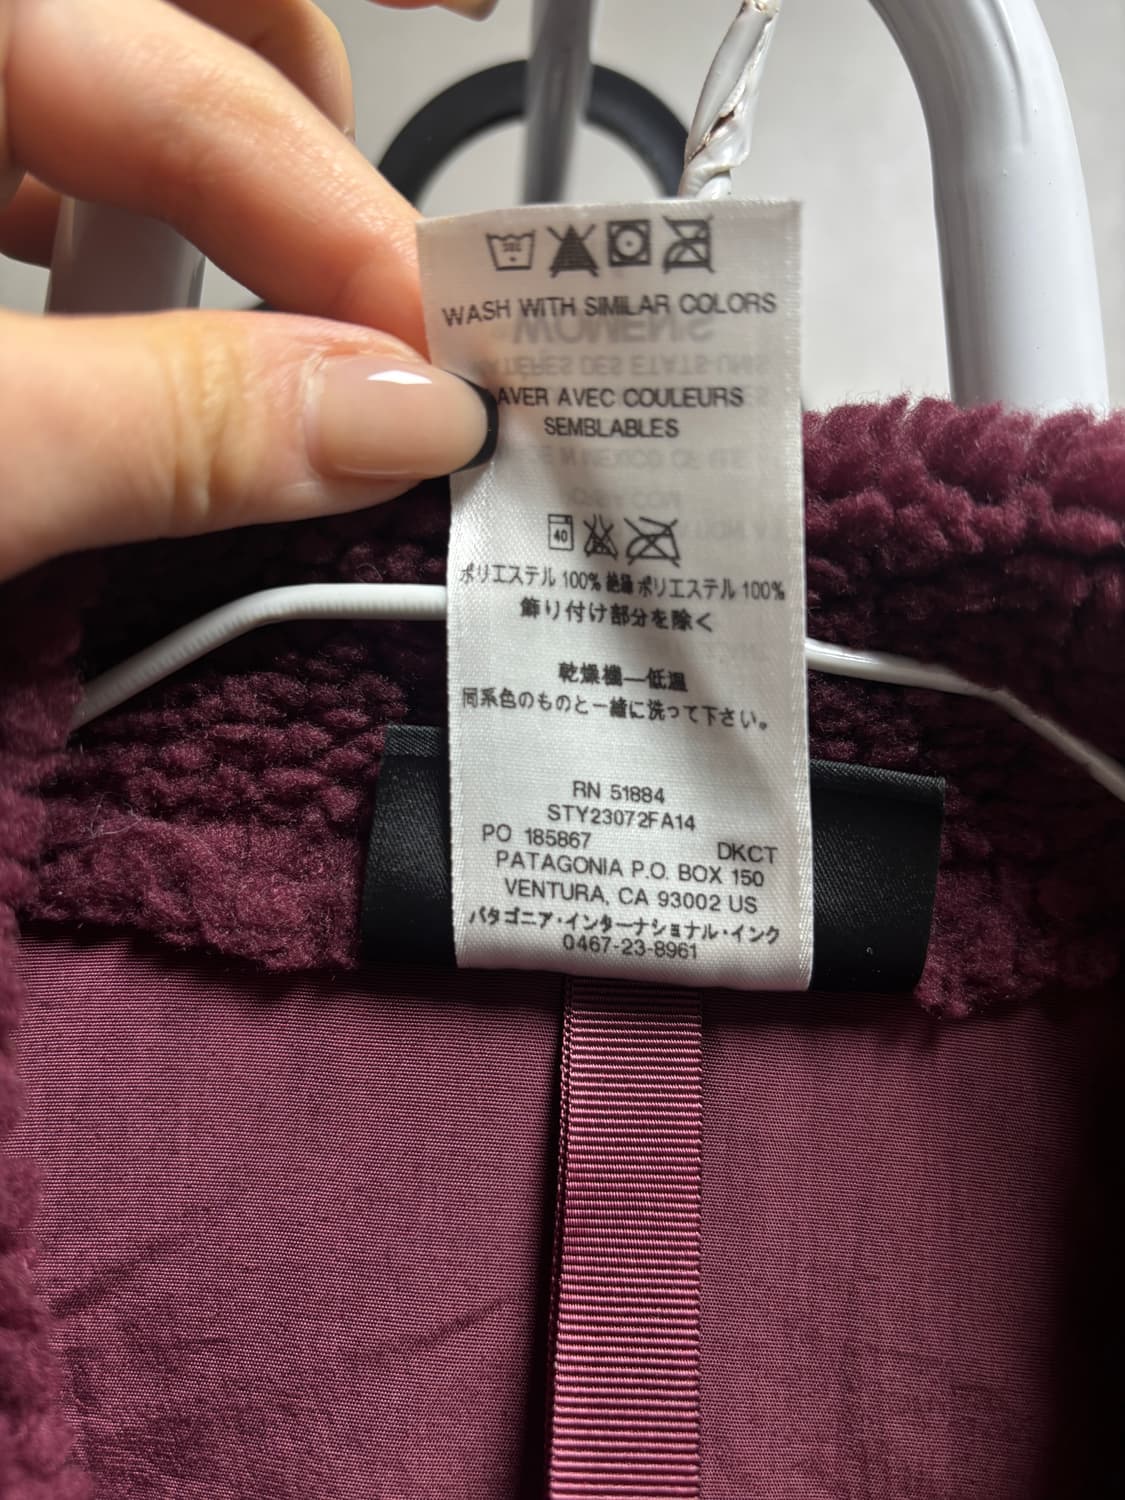 WASH WITH SIMILAR COLORS
AVER AVEC COULEURS
SEMBLABLES
40
ポリエステル 100% 絶縁 ポリエステル 100%
飾り付け部分を除く
乾燥機—低温
同系色のものと一緒に洗って下さい。
RN 51884
STY23072FA14
PO 185867 DKCT
PATAGONIA P.O. BOX 150
VENTURA, CA 93002 US
パタゴニア・インターナショナル・インク
0467-23-8961